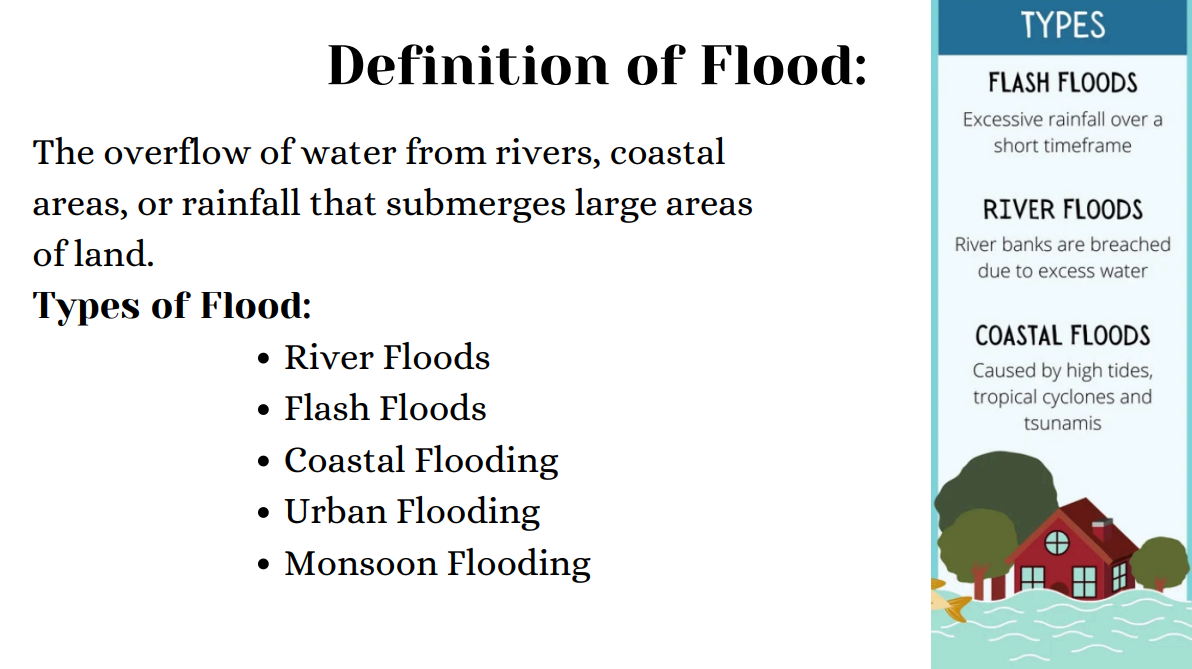 Definition of Flood:
The overflow of water from rivers, coastal
areas, or rainfall that submerges large areas
of land.
Types of Flood:
• River Floods
• Flash Floods
• Coastal Flooding
• Urban Flooding
• Monsoon Flooding
TYPES
FLASH FLOODS
Excessive rainfall over a
short timeframe
RIVER FLOODS
River banks are breached
due to excess water
COASTAL FLOODS
Caused by high tides,
tropical cyclones and
tsunamis